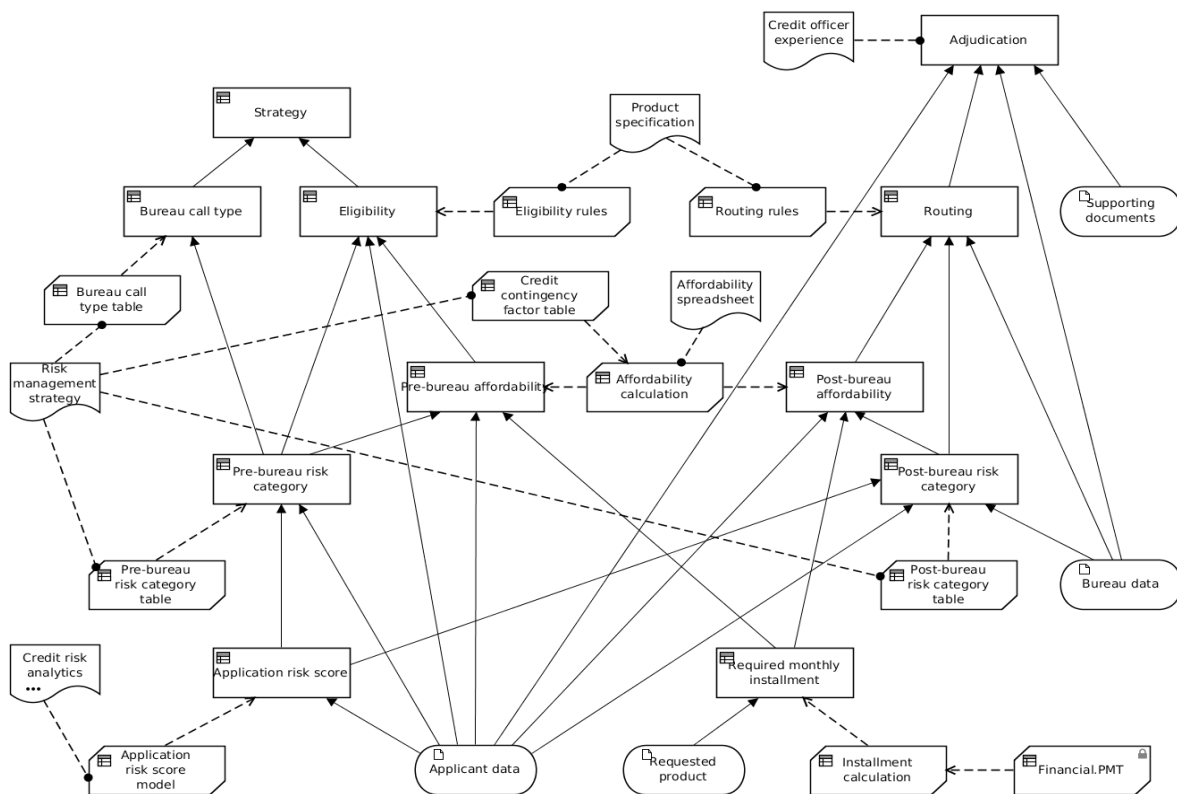 Credit officer
experience
Adjudication
Strategy
Product
specification
Bureau call type
Eligibility
Eligibility rules
Routing rules
Routing
Supporting
documents
Bureau call
type table
Credit
contingency
factor table
Affordability
spreadsheet
Risk
management
strategy
Pre-bureau affordability
Affordability
calculation
Post-bureau
affordability
Pre-bureau risk
category
Post-bureau risk
category
Pre-bureau
risk category
table
Post-bureau
risk category
table
Bureau data
Credit risk
analytics
...
Application risk score
Required monthly
installment
Application
risk score
model
Applicant data
Requested
product
Installment
calculation
Financial.PMT